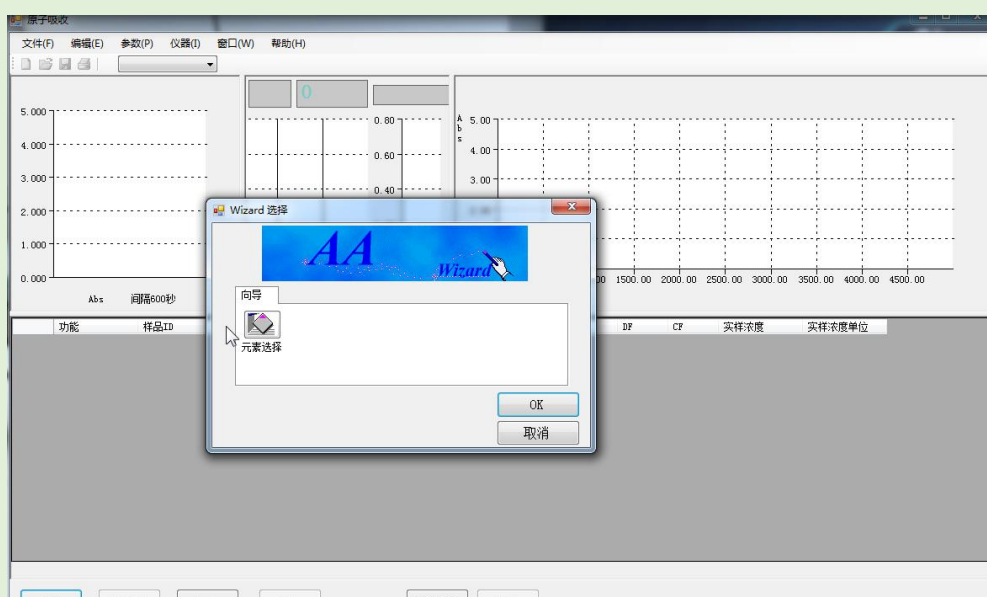 原子吸收
文件(F) 编辑(E) 参数(P) 仪器(I) 窗口(W) 帮助(H)
0
5.000
4.000
3.000
2.000
1.000
0.000
Abs 间隔600秒
0.80
0.60
0.40
Abs
5.00
4.00
3.00
00 1500.00 2000.00 2500.00 3000.00 3500.00 4000.00 4500.00
Wizard 选择
AA
Wizard
向导
元素选择
OK
取消
功能 样品ID DF CF 实样浓度 实样浓度单位